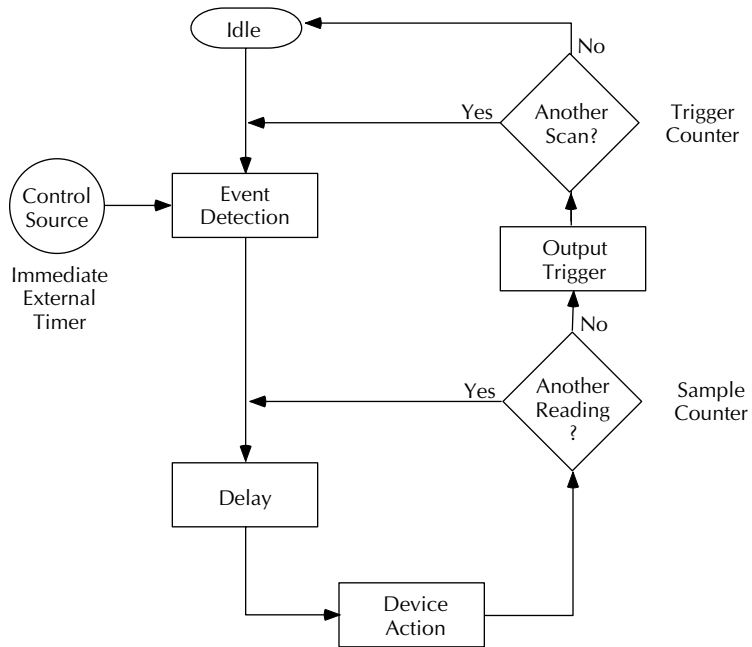 Idle
No
Yes
Another
Scan?
Trigger
Counter
Control
Source
Event
Detection
Immediate
External
Timer
Output
Trigger
No
Yes
Another
Reading
?
Sample
Counter
Delay
Device
Action